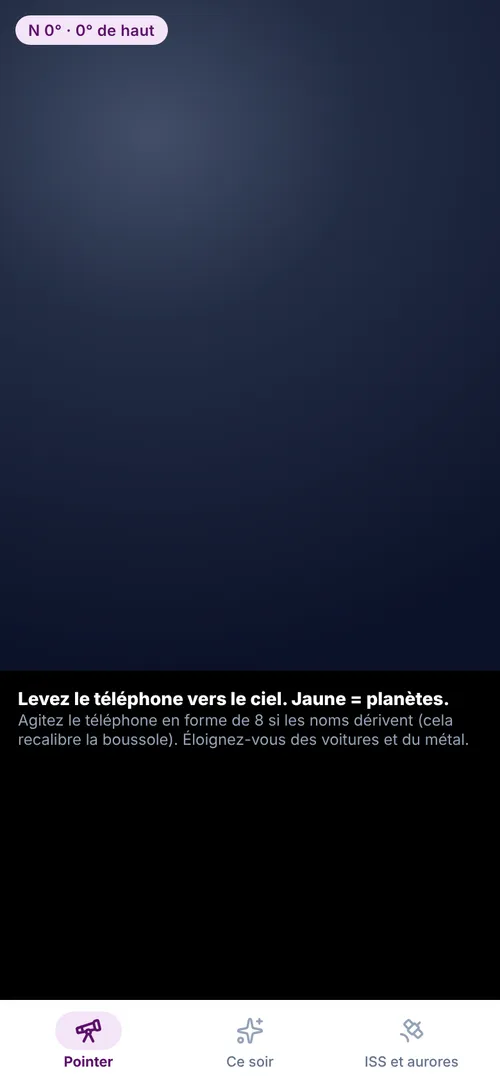 N 0° · 0° de haut
Levez le téléphone vers le ciel. Jaune = planètes.
Agitez le téléphone en forme de 8 si les noms dérivent (cela
recalibre la boussole). Éloignez-vous des voitures et du métal.
Pointer
Ce soir
ISS et aurores